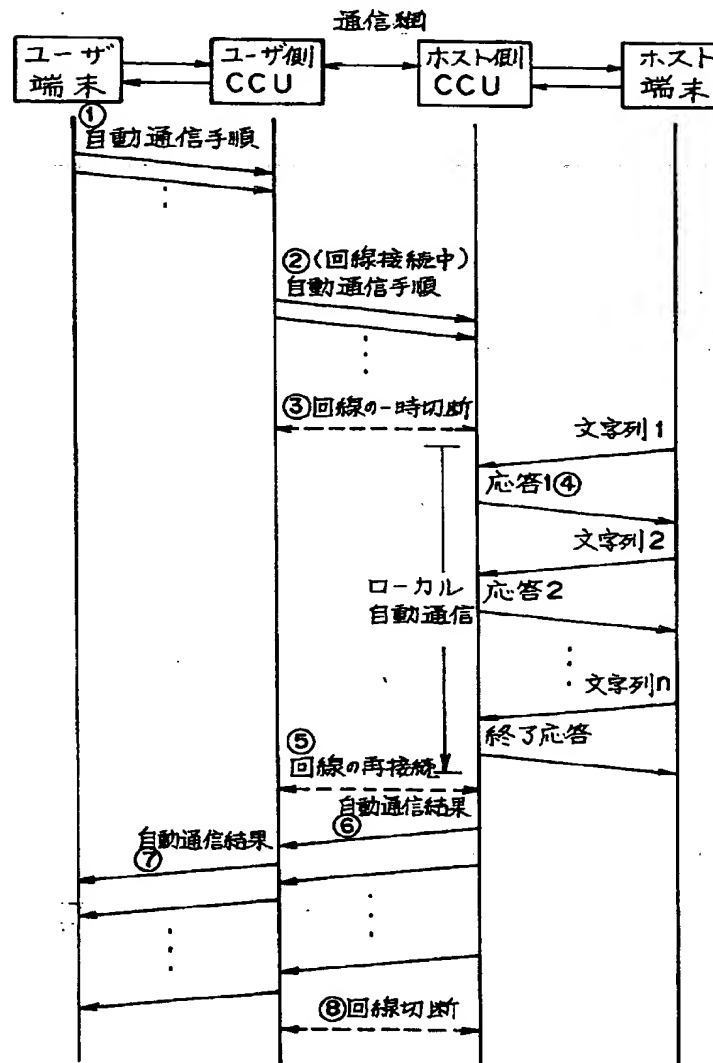 通信網
ユーザ
端末
ユーザ側
CCU
ホスト側
CCU
ホスト
端末
①
自動通信手順
②(回線接続中)
自動通信手順
③回線の一時切断
文字列1
応答1④
文字列2
ローカル
自動通信
応答2
文字列n
終了応答
⑤
回線の再接続
自動通信結果
⑥
自動通信結果
⑦
⑧回線切断